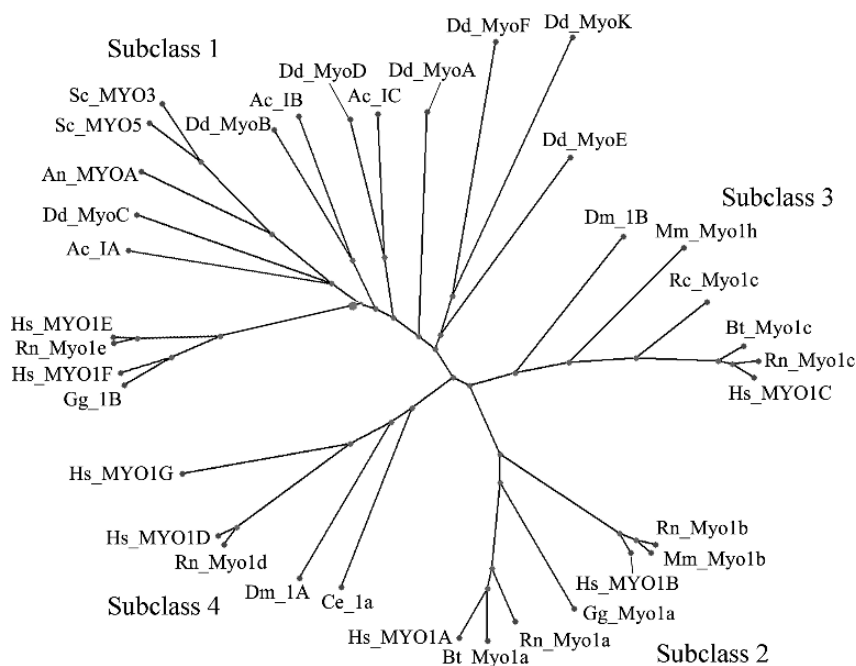 Dd_MyoF
Dd_MyoK
Subclass 1
Dd_MyoD
Dd_MyoA
Sc_MYO3
Ac_IB
Ac_IC
Sc_MYO5
Dd_MyoB
Dd_MyoE
An_MYOA
Subclass 3
Dd_MyoC
Dm_1B
Mm_Myo1h
Ac_IA
Rc_Myo1c
Hs_MYO1E
Bt_Myo1c
Rn_Myo1e
Rn_Myo1c
Hs_MYO1F
Hs_MYO1C
Gg_1B
Hs_MYO1G
Rn_Myo1b
Hs_MYO1D
Mm_Myo1b
Rn_Myo1d
Hs_MYO1B
Dm_1A
Ce_1a
Gg_Myo1a
Subclass 4
Hs_MYO1A
Rn_Myo1a
Bt_Myo1a
Subclass 2